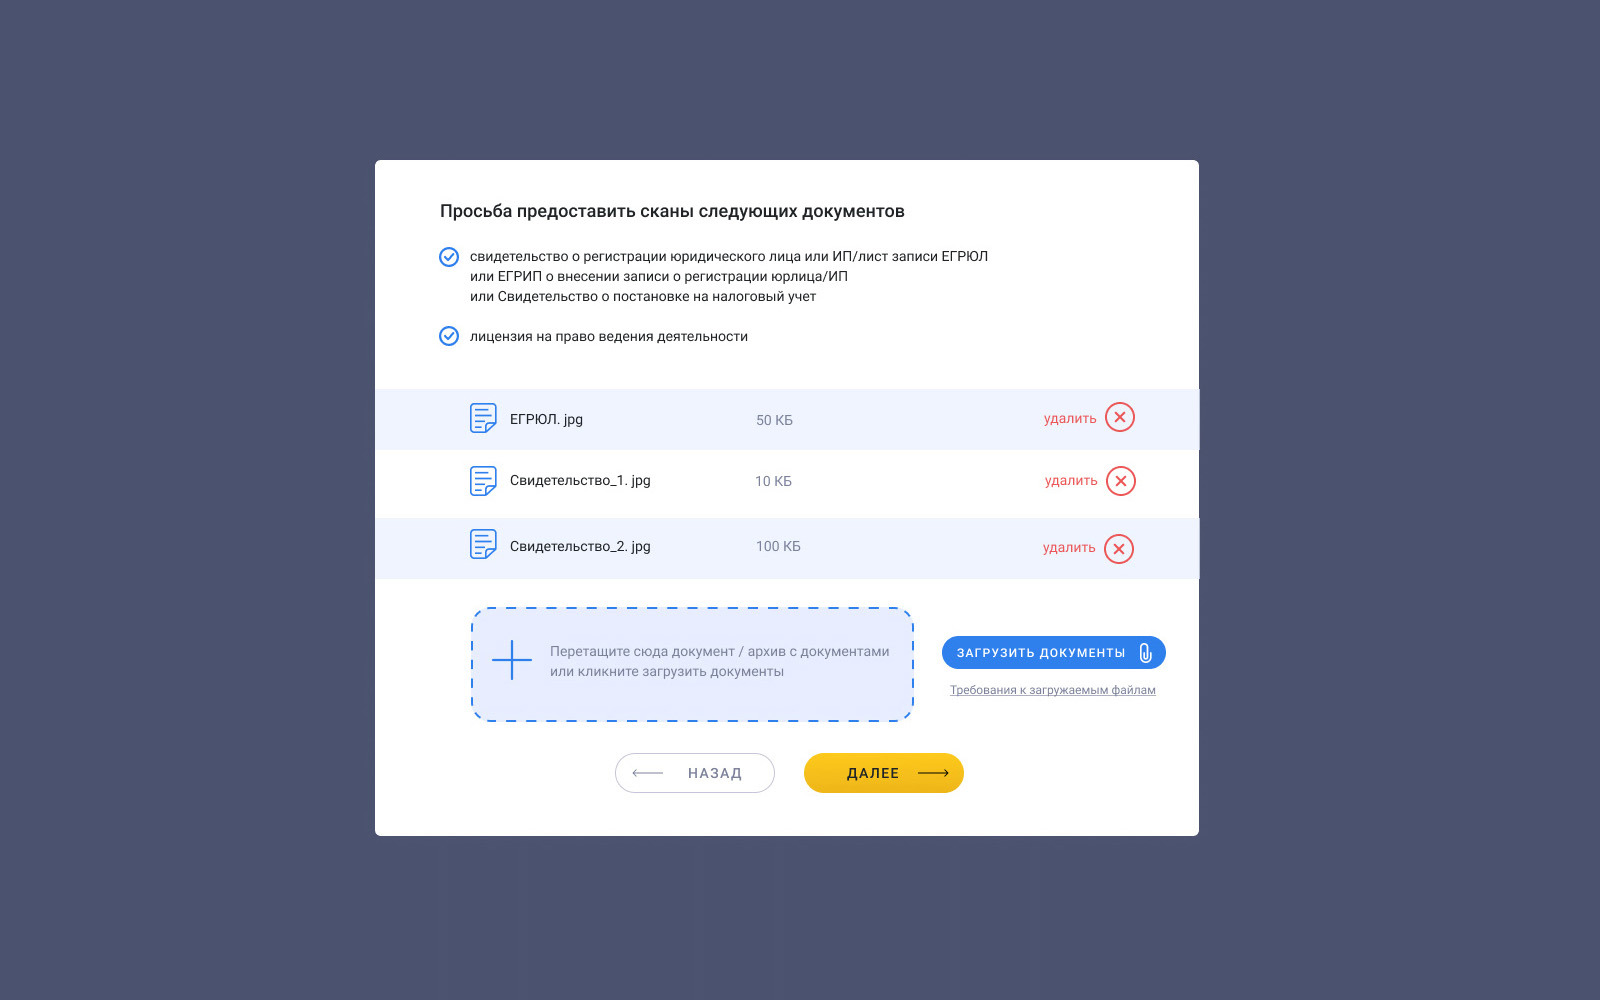 Просьба предоставить сканы следующих документов
свидетельство о регистрации юридического лица или ИП/лист записи ЕГРЮЛ
или ЕГРИП о внесении записи о регистрации юрлица/ИП
или Свидетельство о постановке на налоговый учет
лицензия на право ведения деятельности
ЕГРЮЛ. jpg 50 КБ удалить
Свидетельство_1. jpg 10 КБ удалить
Свидетельство_2. jpg 100 КБ удалить
Перетащите сюда документ / архив с документами
или кликните загрузить документы
ЗАГРУЗИТЬ ДОКУМЕНТЫ
Требования к загружаемым файлам
НАЗАД ДАЛЕЕ